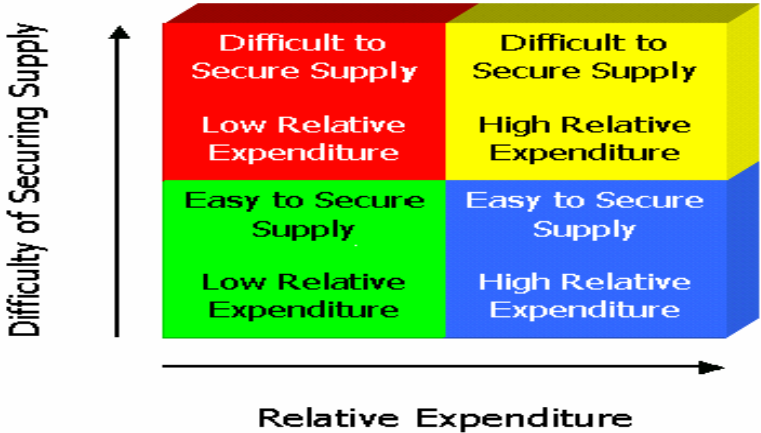 Difficulty of Securing Supply
Difficult to
Secure Supply
Low Relative
Expenditure
Difficult to
Secure Supply
High Relative
Expenditure
Easy to Secure
Supply
Low Relative
Expenditure
Easy to Secure
Supply
High Relative
Expenditure
Relative Expenditure